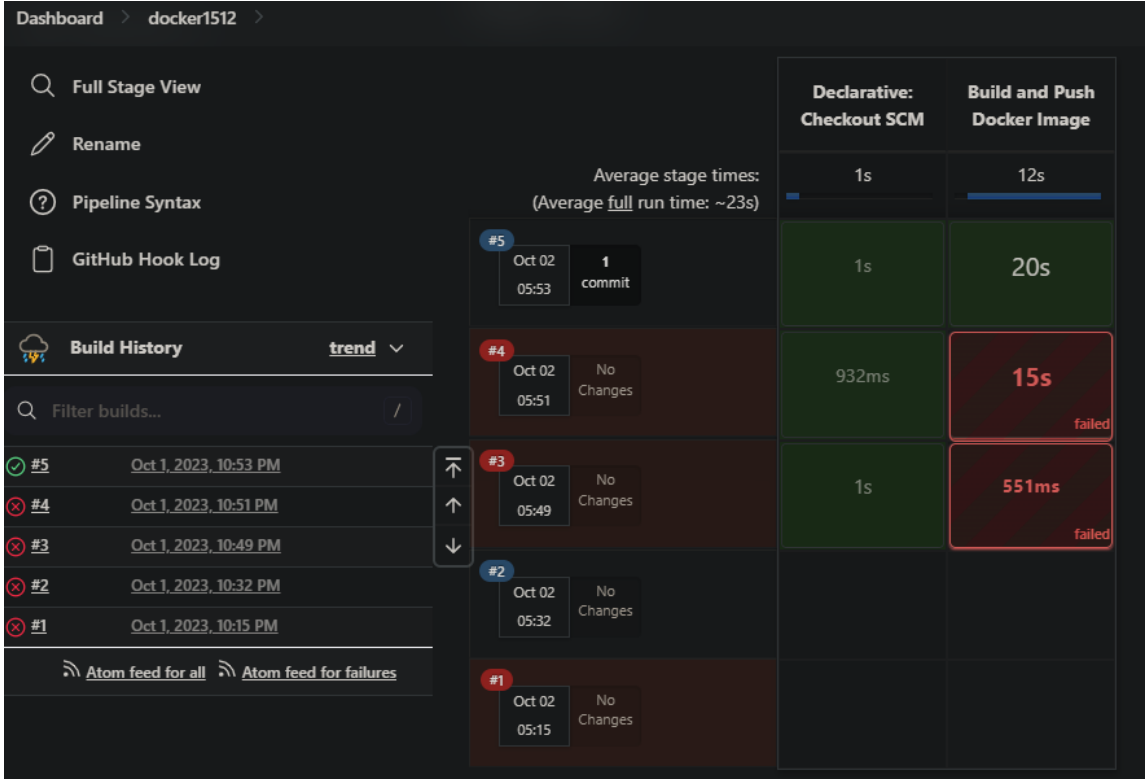 Dashboard > docker1512 >
Full Stage View
Rename
Pipeline Syntax
GitHub Hook Log
Build History trend
Filter builds... /
#5 Oct 1, 2023, 10:53 PM
#4 Oct 1, 2023, 10:51 PM
#3 Oct 1, 2023, 10:49 PM
#2 Oct 1, 2023, 10:32 PM
#1 Oct 1, 2023, 10:15 PM
Atom feed for all Atom feed for failures
Declarative:
Checkout SCM
Build and Push
Docker Image
Average stage times:
(Average full run time: ~23s)
1s
12s
#5
Oct 02
05:53
1
commit
1s
20s
#4
Oct 02
05:51
No
Changes
932ms
15s
failed
#3
Oct 02
05:49
No
Changes
1s
551ms
failed
#2
Oct 02
05:32
No
Changes
#1
Oct 02
05:15
No
Changes